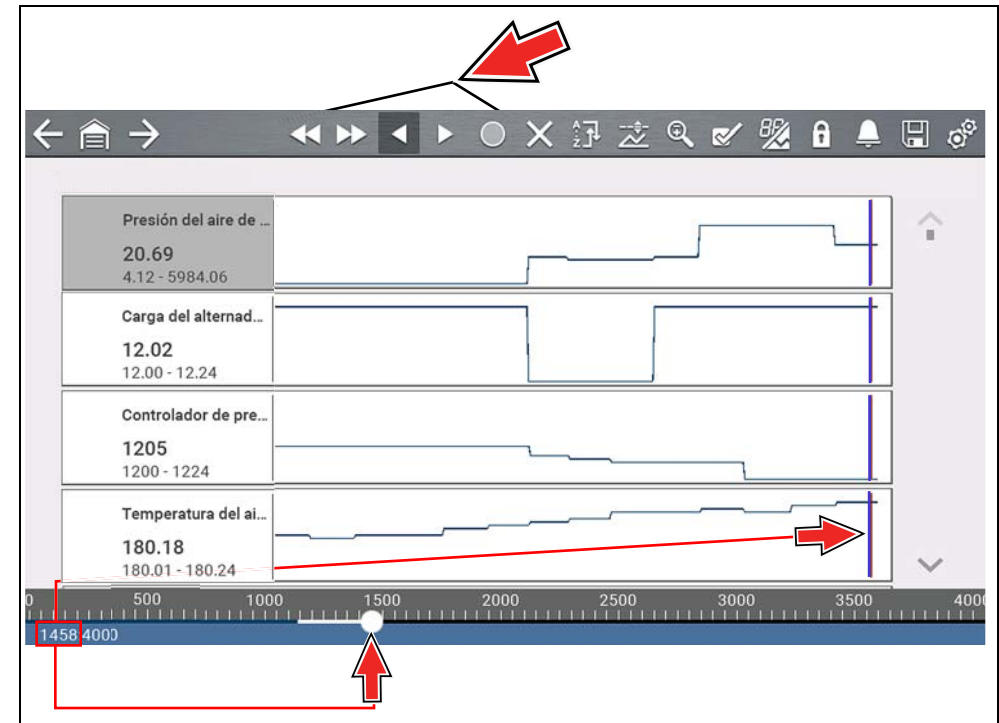 Presión del aire de ...
20.69
4.12 - 5984.06
Carga del alternad...
12.02
12.00 - 12.24
Controlador de pre...
1205
1200 - 1224
Temperatura del ai...
180.18
180.01 - 180.24
0 500 1000 1500 2000 2500 3000 3500 4000
1458/4000